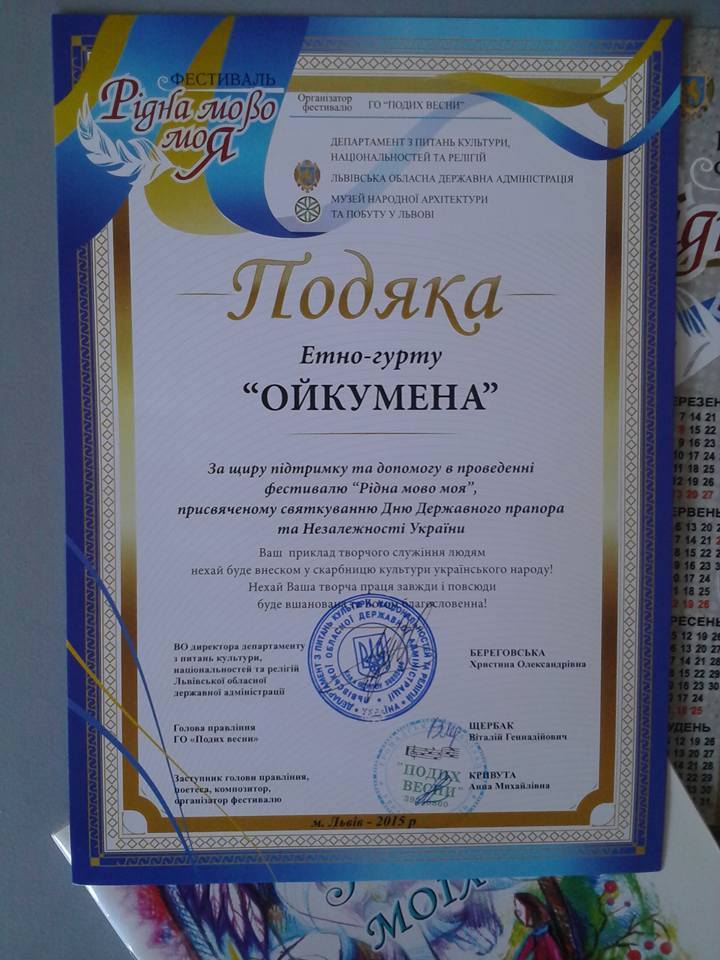 ФЕСТИВАЛЬ
Рідна мово
моя
Організатор
фестивалю
ГО "ПОДИХ ВЕСНИ"
ДЕПАРТАМЕНТ З ПИТАНЬ КУЛЬТУРИ,
НАЦІОНАЛЬНОСТЕЙ ТА РЕЛІГІЙ
ЛЬВІВСЬКА ОБЛАСНА ДЕРЖАВНА АДМІНІСТРАЦІЯ
МУЗЕЙ НАРОДНОЇ АРХІТЕКТУРИ
ТА ПОБУТУ У ЛЬВОВІ
Подяка
Етно-гурту
"ОЙКУМЕНА"
За щиру підтримку та допомогу в проведенні
фестивалю "Рідна мово моя",
присвяченому святкуванню Дню Державного прапора
та Незалежності України
Ваш приклад творчого служіння людям
нехай буде внеском у скарбницю культури українського народу!
Нехай Ваша творча праця завжди і повсюди
буде вшанована благословенна!
ВО директора департаменту
з питань культури,
національностей та релігій
Львівської обласної
державної адміністрації
БЕРЕГОВСЬКА
Христина Олександрівна
Голова правління
ГО «Подих весни»
ЩЕРБАК
Віталій Геннадійович
Заступник голови правління,
поетеса, композитор,
організатор фестивалю
КРИВУТА
Анна Михайлівна
"ПОДИХ
ВЕСНИ"
м. Львів - 2015 р
МОЇЙ